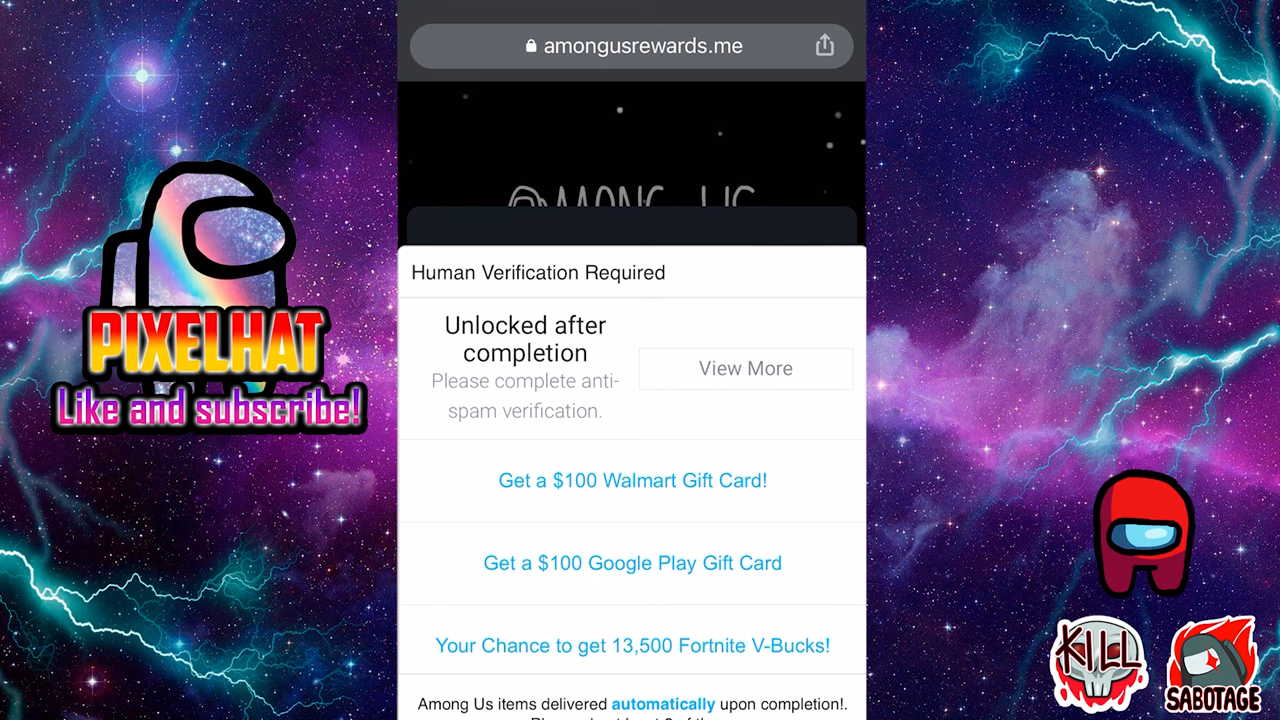 amongusrewards.me
AMONG US
PIXELHAT
Like and subscribe!
Human Verification Required
Unlocked after
completion
Please complete anti-
spam verification.
View More
Get a $100 Walmart Gift Card!
Get a $100 Google Play Gift Card
Your Chance to get 13,500 Fortnite V-Bucks!
Among Us items delivered automatically upon completion!.
KILL
SABOTAGE